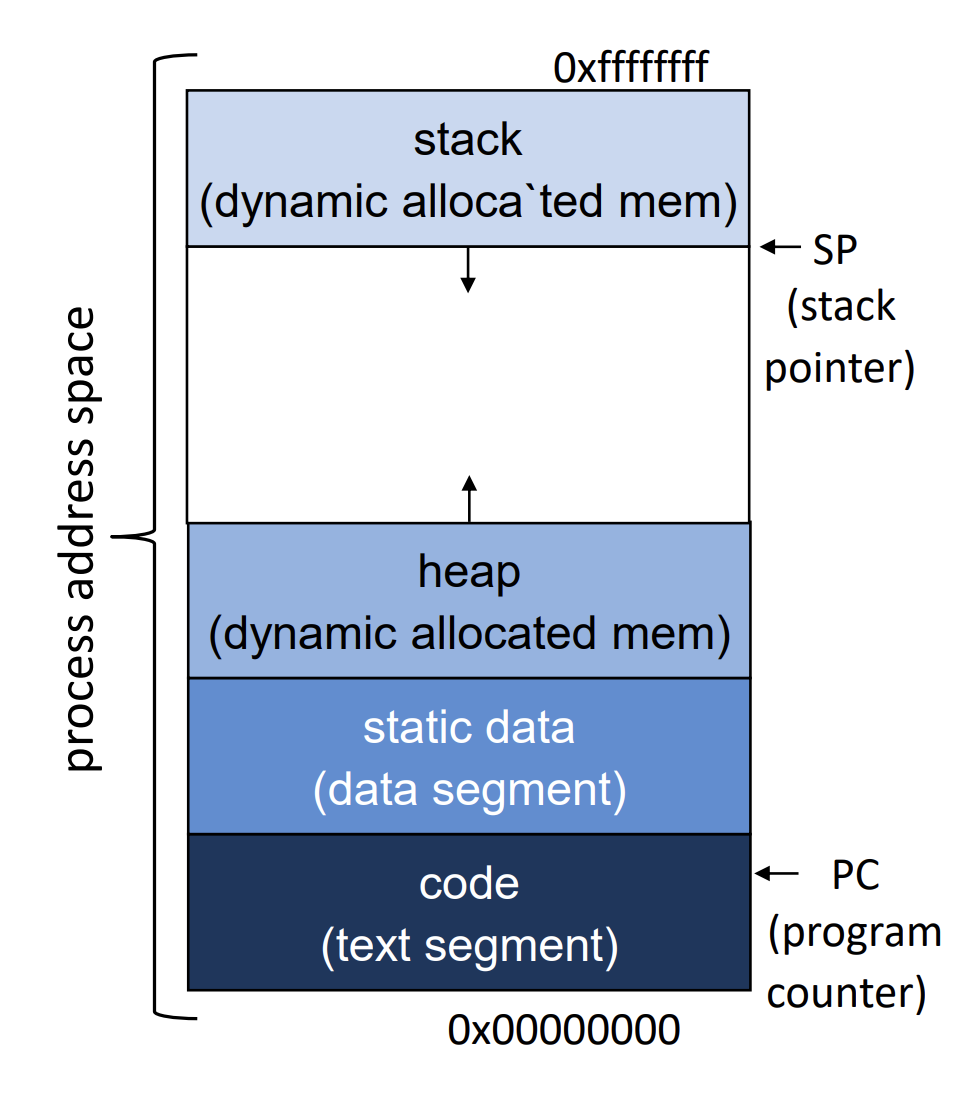 0xffffffff
stack
(dynamic alloca`ted mem)
SP
(stack
pointer)
process address space
heap
(dynamic allocated mem)
static data
(data segment)
code
(text segment)
PC
(program
counter)
0x00000000